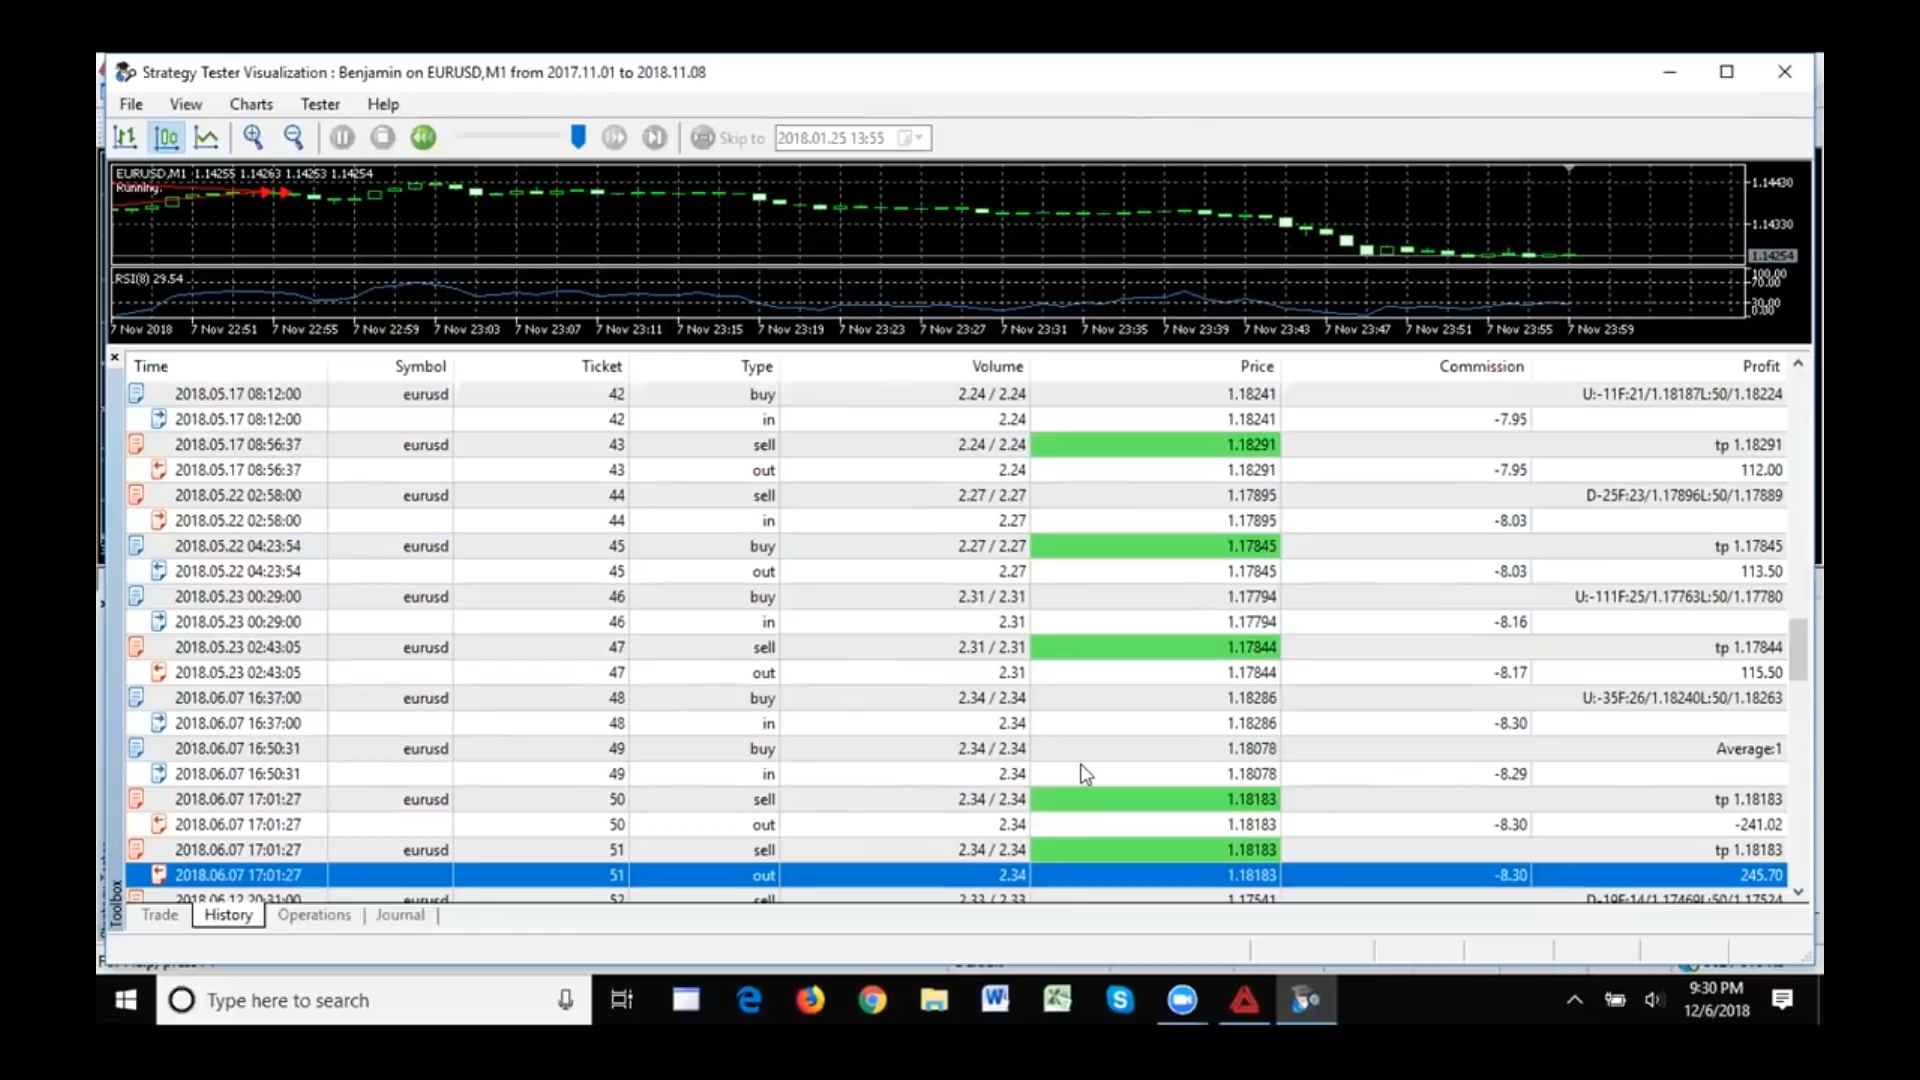 Strategy Tester Visualization : Benjamin on EURUSD,M1 from 2017.11.01 to 2018.11.08
File View Charts Tester Help
Skip to 2018.01.25 13:55
EURUSD,M1 1.14255 1.14263 1.14253 1.14254
Running.
1.14430
1.14330
1.14254
RSI(8) 29.54
100.00
70.00
30.00
0.00
7 Nov 2018 7 Nov 22:51 7 Nov 22:55 7 Nov 22:59 7 Nov 23:03 7 Nov 23:07 7 Nov 23:11 7 Nov 23:15 7 Nov 23:19 7 Nov 23:23 7 Nov 23:27 7 Nov 23:31 7 Nov 23:35 7 Nov 23:39 7 Nov 23:43 7 Nov 23:47 7 Nov 23:51 7 Nov 23:55 7 Nov 23:59
Time Symbol Ticket Type Volume Price Commission Profit
2018.05.17 08:12:00 eurusd 42 buy 2.24 / 2.24 1.18241 U:-11F:21/1.18187L:50/1.18224
2018.05.17 08:12:00 42 in 2.24 1.18241 -7.95
2018.05.17 08:56:37 eurusd 43 sell 2.24 / 2.24 1.18291 tp 1.18291
2018.05.17 08:56:37 43 out 2.24 1.18291 -7.95 112.00
2018.05.22 02:58:00 eurusd 44 sell 2.27 / 2.27 1.17895 D-25F:23/1.17896L:50/1.17889
2018.05.22 02:58:00 44 in 2.27 1.17895 -8.03
2018.05.22 04:23:54 eurusd 45 buy 2.27 / 2.27 1.17845 tp 1.17845
2018.05.22 04:23:54 45 out 2.27 1.17845 -8.03 113.50
2018.05.23 00:29:00 eurusd 46 buy 2.31 / 2.31 1.17794 U:-111F:25/1.17763L:50/1.17780
2018.05.23 00:29:00 46 in 2.31 1.17794 -8.16
2018.05.23 02:43:05 eurusd 47 sell 2.31 / 2.31 1.17844 tp 1.17844
2018.05.23 02:43:05 47 out 2.31 1.17844 -8.17 115.50
2018.06.07 16:37:00 eurusd 48 buy 2.34 / 2.34 1.18286 U:-35F:26/1.18240L:50/1.18263
2018.06.07 16:37:00 48 in 2.34 1.18286 -8.30
2018.06.07 16:50:31 eurusd 49 buy 2.34 / 2.34 1.18078 Average:1
2018.06.07 16:50:31 49 in 2.34 1.18078 -8.29
2018.06.07 17:01:27 eurusd 50 sell 2.34 / 2.34 1.18183 tp 1.18183
2018.06.07 17:01:27 50 out 2.34 1.18183 -8.30 -241.02
2018.06.07 17:01:27 eurusd 51 sell 2.34 / 2.34 1.18183 tp 1.18183
2018.06.07 17:01:27 51 out 2.34 1.18183 -8.30 245.70
2018.06.12 20:31:00 eurusd 52 sell 2.33 / 2.33 1.17541 D-19F:14/1.17469L:50/1.17524
Toolbox
Trade History Operations Journal
Type here to search
9:30 PM
12/6/2018